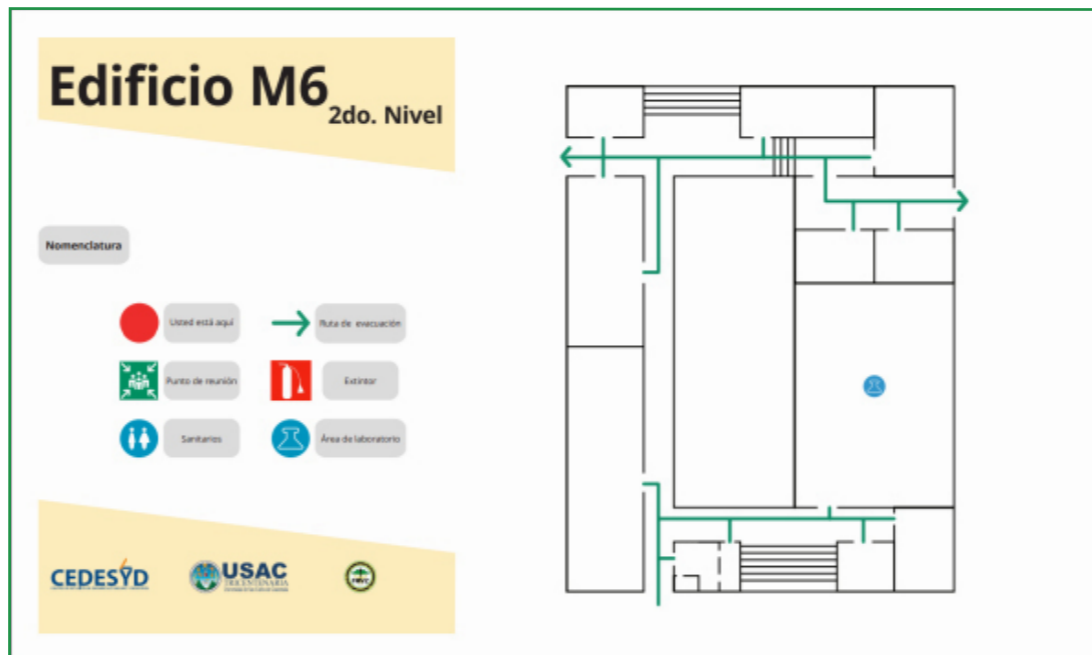 Edificio M6
2do. Nivel
Nomenclatura
Usted está aquí
Ruta de evacuación
Punto de reunión
Extintor
Sanitarios
Área de laboratorio
CEDESYD
USAC
TRICENTENARIA